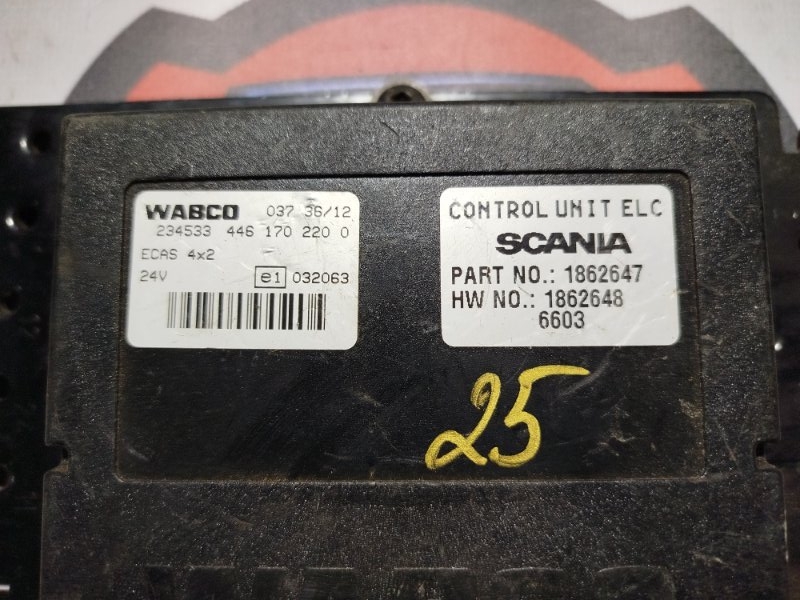 WABCO 037 36/12
234533 446 170 220 0
ECAS 4x2
24V e1 032063
CONTROL UNIT ELC
SCANIA
PART NO.: 1862647
HW NO.: 1862648
6603
25